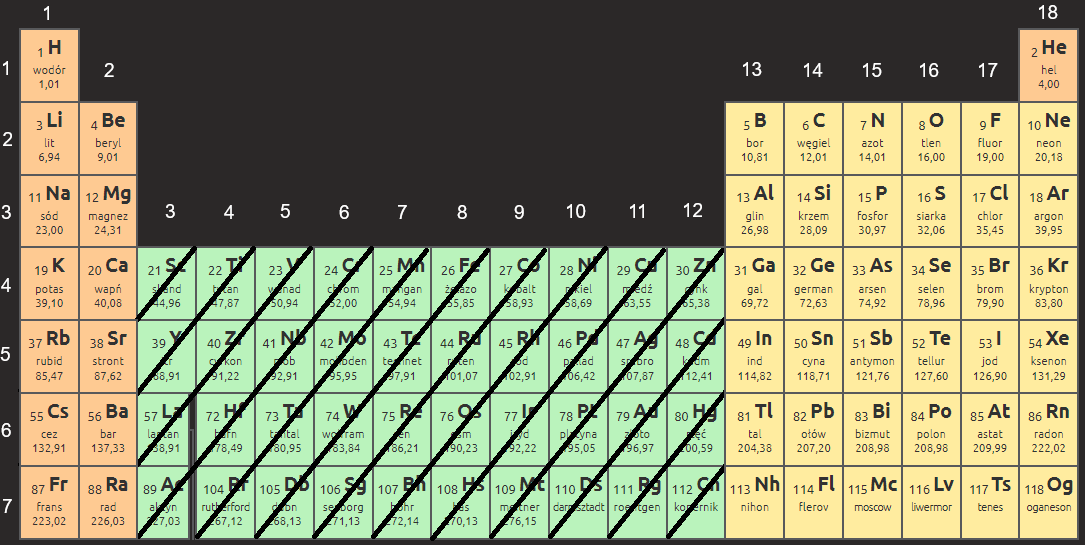 1 18
1 H 2 He
1 2 13 14 15 16 17
wodór hel
1,01 4,00
3 Li 4 Be 5 B 6 C 7 N 8 O 9 F 10 Ne
2 lit beryl bor węgiel azot tlen fluor neon
6,94 9,01 10,81 12,01 14,01 16,00 19,00 20,18
11 Na 12 Mg 13 Al 14 Si 15 P 16 S 17 Cl 18 Ar
3 sód magnez 3 4 5 6 7 8 9 10 11 12 glin krzem fosfor siarka chlor argon
23,00 24,31 26,98 28,09 30,97 32,06 35,45 39,95
19 K 20 Ca 21 Sc 22 Ti 23 V 24 Cr 25 Mn 26 Fe 27 Co 28 Ni 29 Cu 30 Zn 31 Ga 32 Ge 33 As 34 Se 35 Br 36 Kr
4 potas wapń skand tytan wanad chrom mangan żelazo kobalt nikiel miedź cynk gal german arsen selen brom krypton
39,10 40,08 44,96 47,87 50,94 52,00 54,94 55,85 58,93 58,69 63,55 65,38 69,72 72,63 74,92 78,96 79,90 83,80
37 Rb 38 Sr 39 Y 40 Zr 41 Nb 42 Mo 43 Tc 44 Ru 45 Rh 46 Pd 47 Ag 48 Cd 49 In 50 Sn 51 Sb 52 Te 53 I 54 Xe
5 rubid stront itr cyrkon niob molibden technet ruten rod pallad srebro kadm ind cyna antymon tellur jod ksenon
85,47 87,62 88,91 91,22 92,91 95,95 97,91 101,07 102,91 106,42 107,87 112,41 114,82 118,71 121,76 127,60 126,90 131,29
55 Cs 56 Ba 57 La 72 Hf 73 Ta 74 W 75 Re 76 Os 77 Ir 78 Pt 79 Au 80 Hg 81 Tl 82 Pb 83 Bi 84 Po 85 At 86 Rn
6 cez bar lantan hafn tantal wolfram ren osm iryd platyna złoto rtęć tal ołów bizmut polon astat radon
132,91 137,33 138,91 178,49 180,95 183,84 186,21 190,23 192,22 195,05 196,97 200,59 204,38 207,20 208,98 208,98 209,99 222,02
87 Fr 88 Ra 89 Ac 104 Rf 105 Db 106 Sg 107 Bh 108 Hs 109 Mt 110 Ds 111 Rg 112 Cn 113 Nh 114 Fl 115 Mc 116 Lv 117 Ts 118 Og
7 frans rad aktyn rutherford dubn seaborg bohr has meitner darmsztadt roentgen kopernik nihon flerov moscow liwermor tenes oganeson
223,02 226,03 227,03 267,12 268,13 271,13 272,14 270,13 276,15